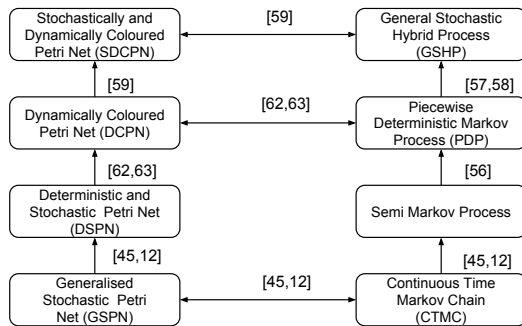 Stochastically and
Dynamically Coloured
Petri Net (SDCPN)
[59]
General Stochastic
Hybrid Process
(GSHP)
[59]
[57,58]
Dynamically Coloured
Petri Net (DCPN)
[62,63]
Piecewise
Deterministic Markov
Process (PDP)
[62,63]
[56]
Deterministic and
Stochastic Petri Net
(DSPN)
Semi Markov Process
[45,12]
[45,12]
Generalised
Stochastic Petri
Net (GSPN)
[45,12]
Continuous Time
Markov Chain
(CTMC)